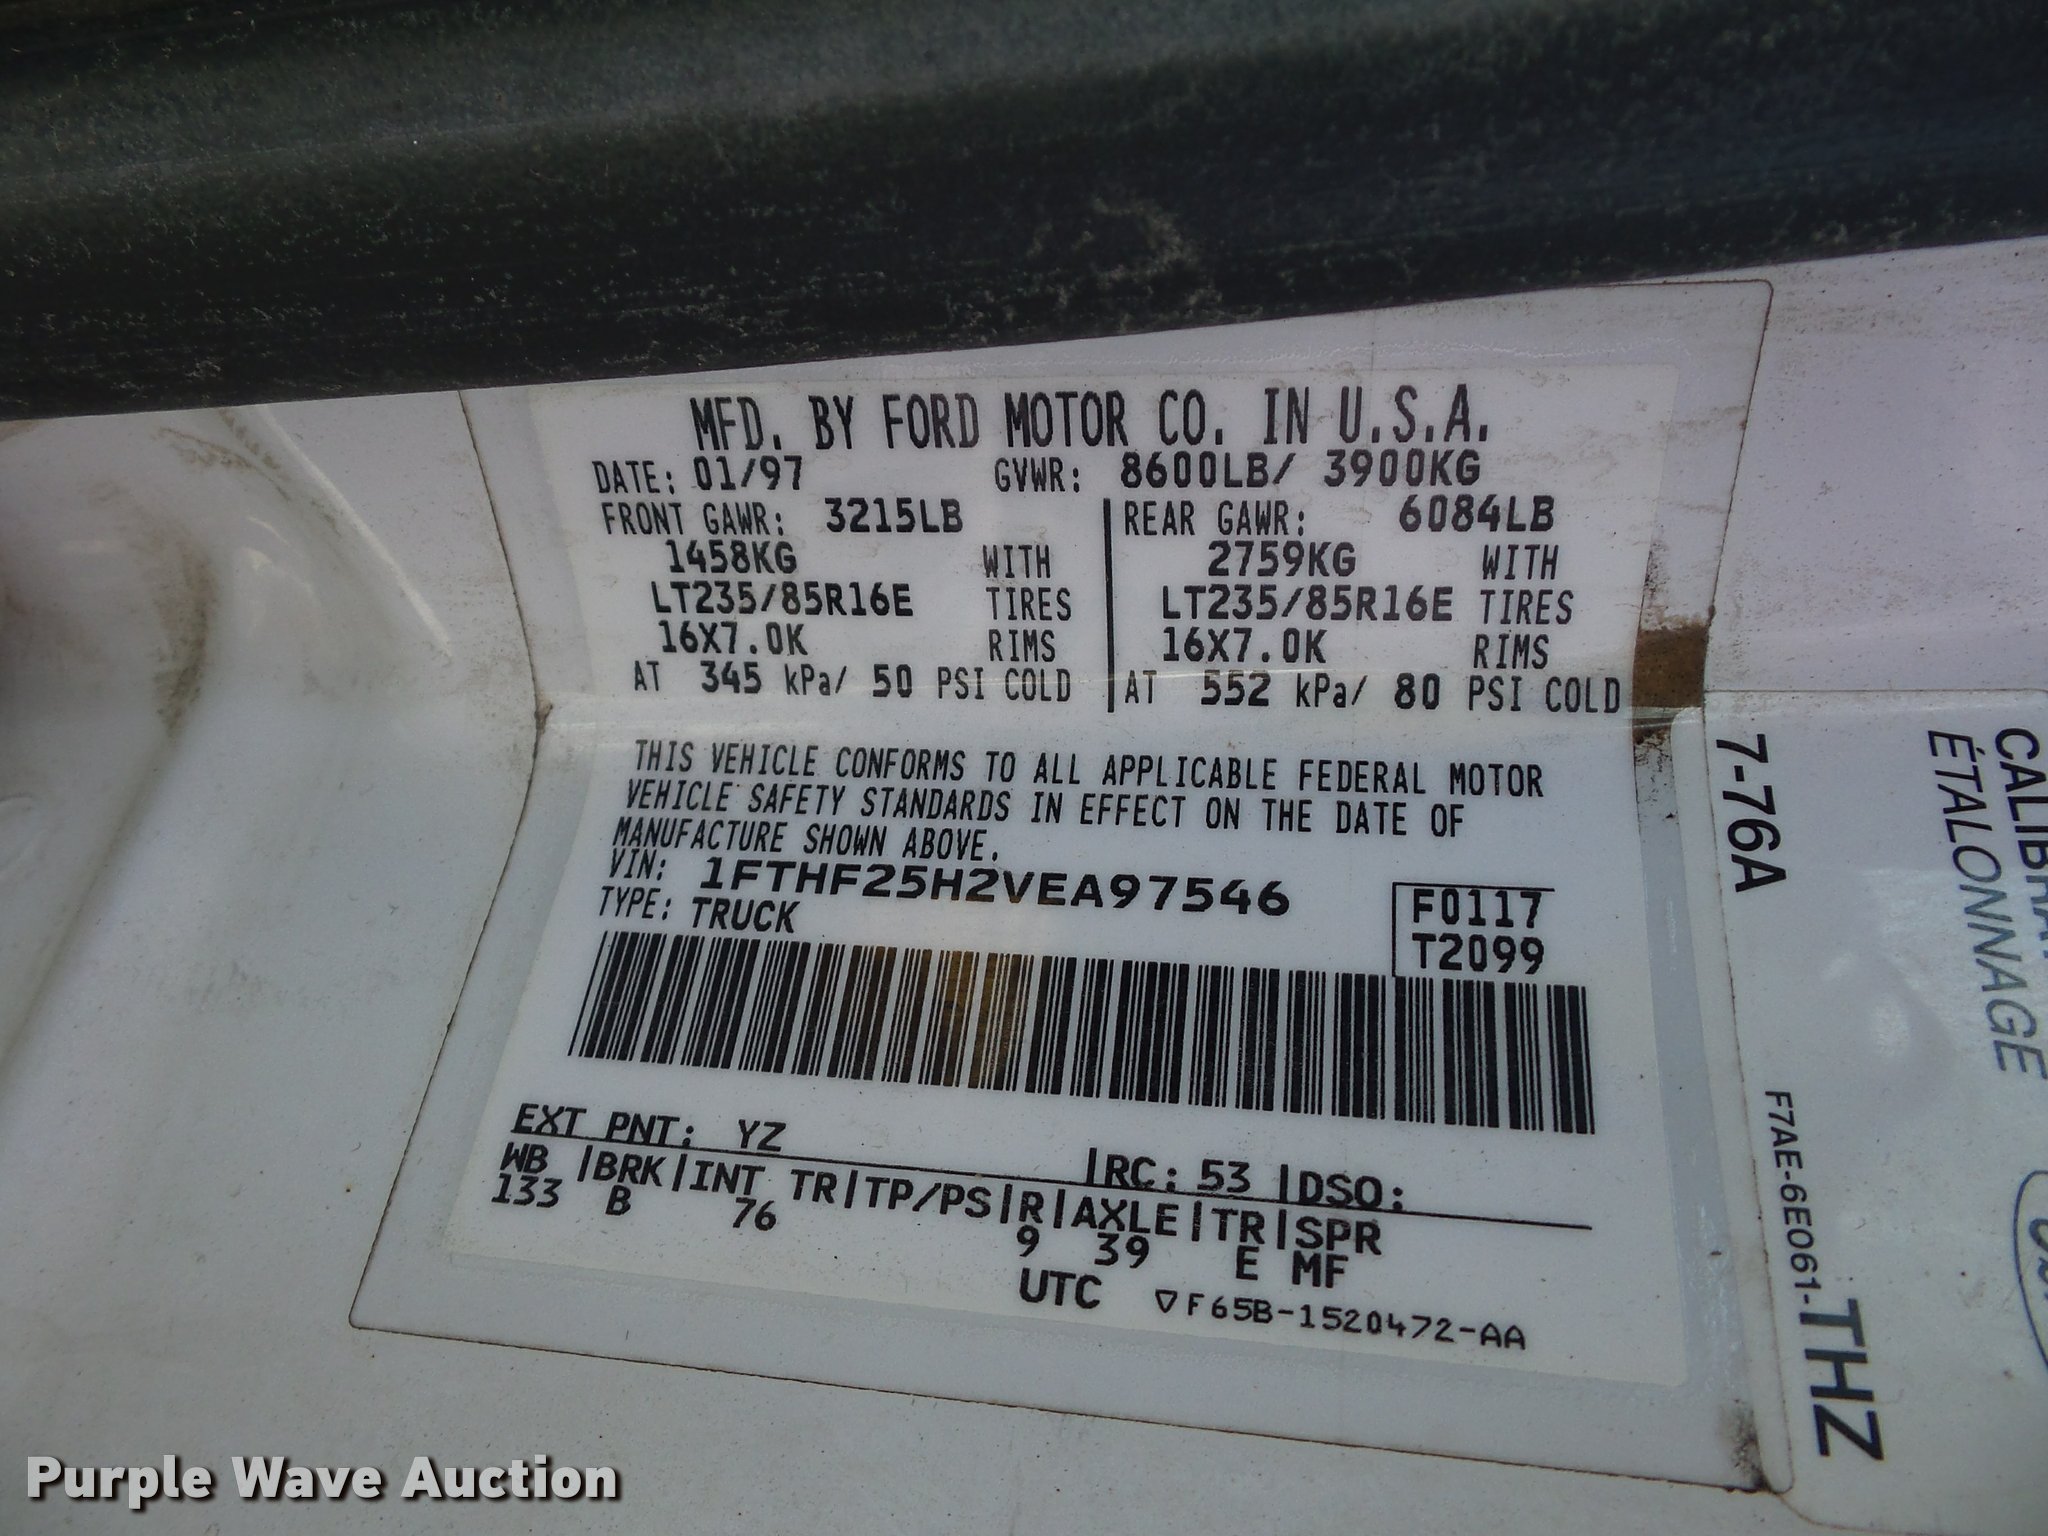 MFD. BY FORD MOTOR CO. IN U.S.A.
DATE: 01/97 GVWR: 8600LB/ 3900KG
FRONT GAWR: 3215LB REAR GAWR: 6084LB
1458KG WITH 2759KG WITH
LT235/85R16E TIRES LT235/85R16E TIRES
16X7.0K RIMS 16X7.0K RIMS
AT 345 kPa/ 50 PSI COLD AT 552 kPa/ 80 PSI COLD
THIS VEHICLE CONFORMS TO ALL APPLICABLE FEDERAL MOTOR
VEHICLE SAFETY STANDARDS IN EFFECT ON THE DATE OF
MANUFACTURE SHOWN ABOVE.
VIN: 1FTHF25H2VEA97546
TYPE: TRUCK
F0117
T2099
EXT PNT: YZ RC: 53 DSO:
WB BRK INT TR TP/PS R AXLE TR SPR
133 B 76 9 39 E MF
UTC ▽F65B-1520472-AA
7-76A
ÉTALONNAGE
F7AE-6E061-THZ
Purple Wave Auction